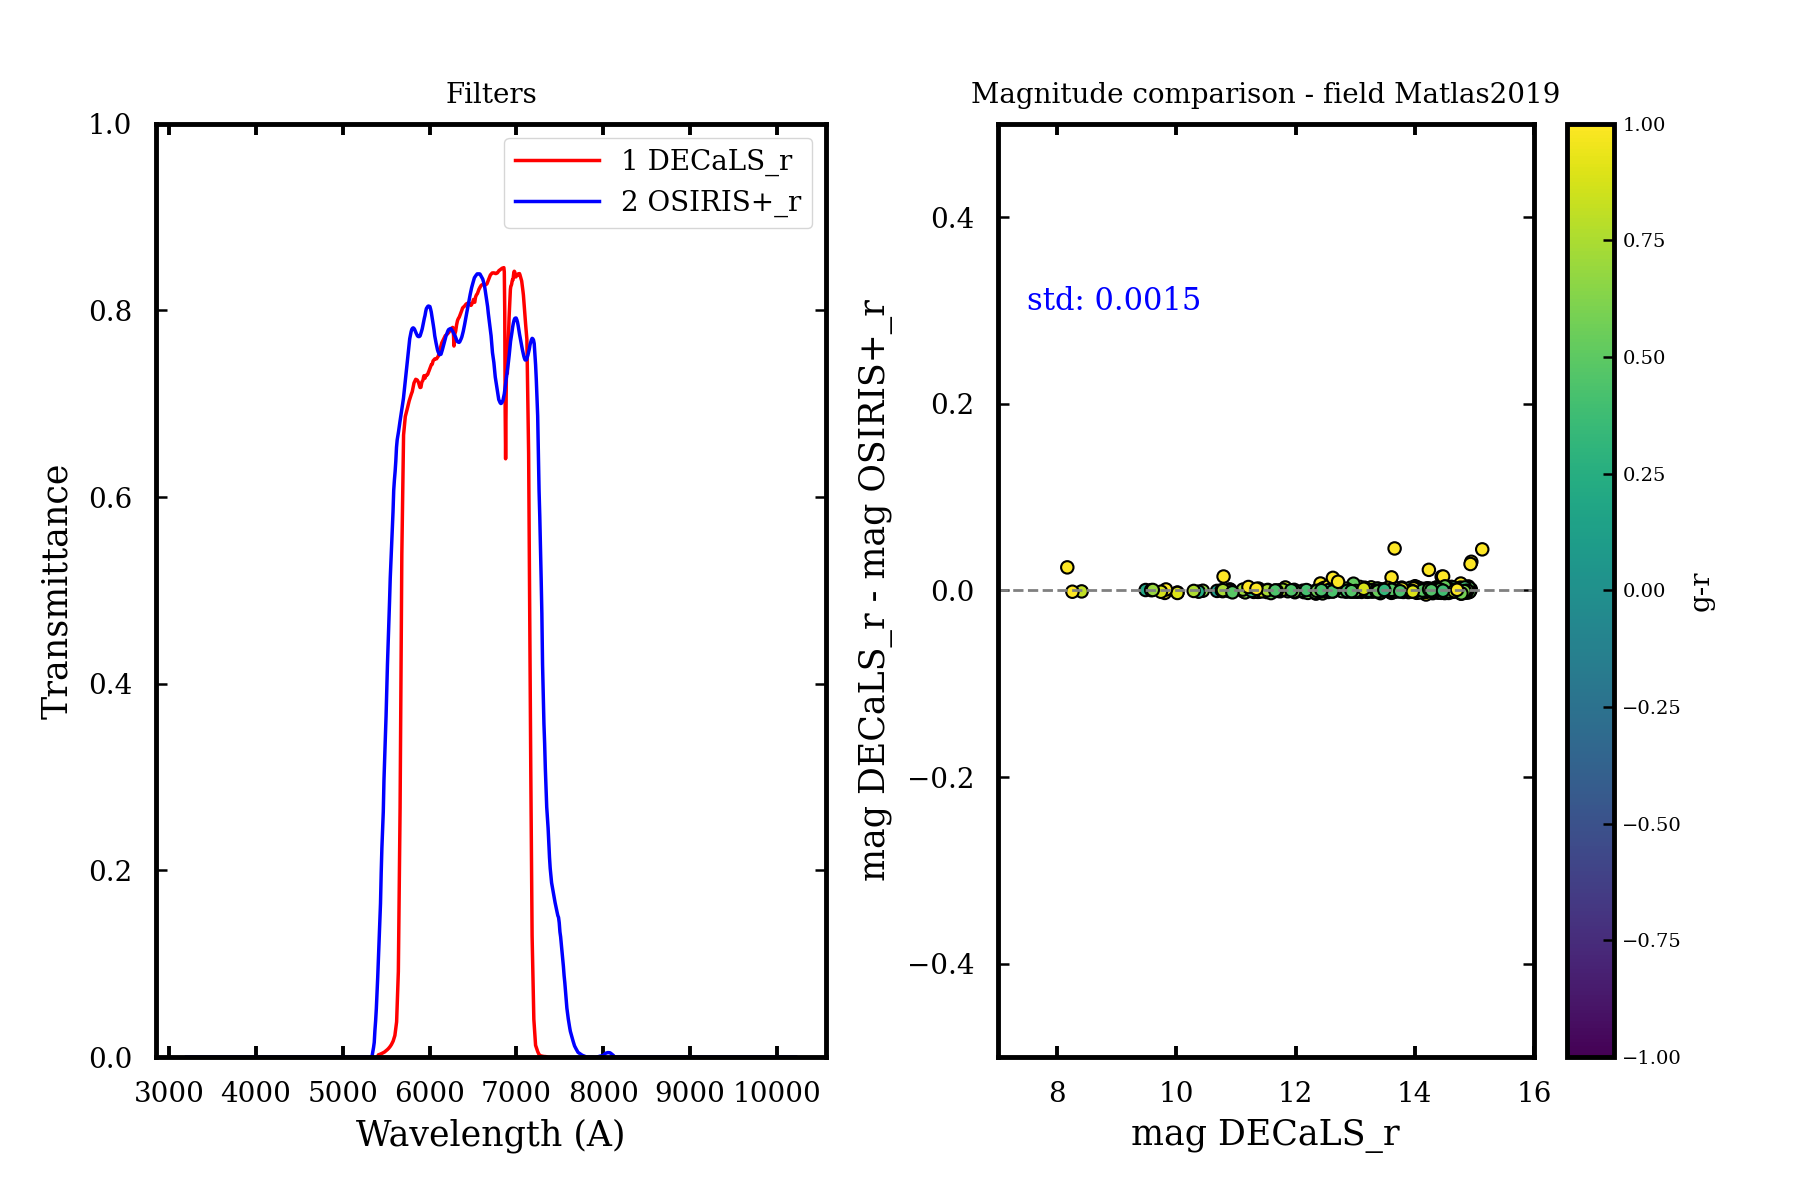 Filters
1.0
0.8
0.6
0.4
0.2
0.0
Transmittance
1 DECaLS_r
2 OSIRIS+_r
3000 4000 5000 6000 7000 8000 9000 10000
Wavelength (A)
Magnitude comparison - field Matlas2019
0.4
0.2
0.0
−0.2
−0.4
mag DECaLS_r - mag OSIRIS+_r
std: 0.0015
8 10 12 14 16
mag DECaLS_r
1.00
0.75
0.50
0.25
0.00
−0.25
−0.50
−0.75
−1.00
g-r